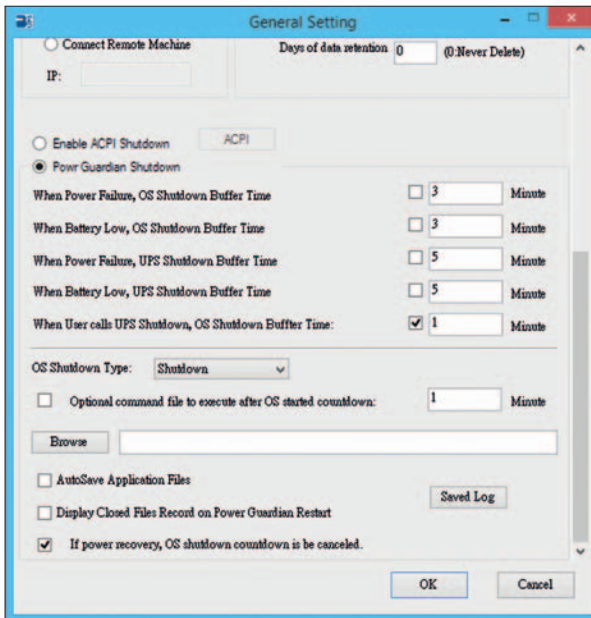 General Setting
Connect Remote Machine
Days of data retention 0 (0:Never Delete)
IP:
Enable ACPI Shutdown ACPI
Powr Guardian Shutdown
When Power Failure, OS Shutdown Buffer Time 3 Minute
When Battery Low, OS Shutdown Buffer Time 3 Minute
When Power Failure, UPS Shutdown Buffer Time 5 Minute
When Battery Low, UPS Shutdown Buffer Time 5 Minute
When User calls UPS Shutdown, OS Shutdown Buffter Time: 1 Minute
OS Shutdown Type: Shutdown
Optional command file to execute after OS started countdown: 1 Minute
Browse
AutoSave Application Files
Saved Log
Display Closed Files Record on Power Guardian Restart
If power recovery, OS shutdown countdown is be canceled.
OK Cancel